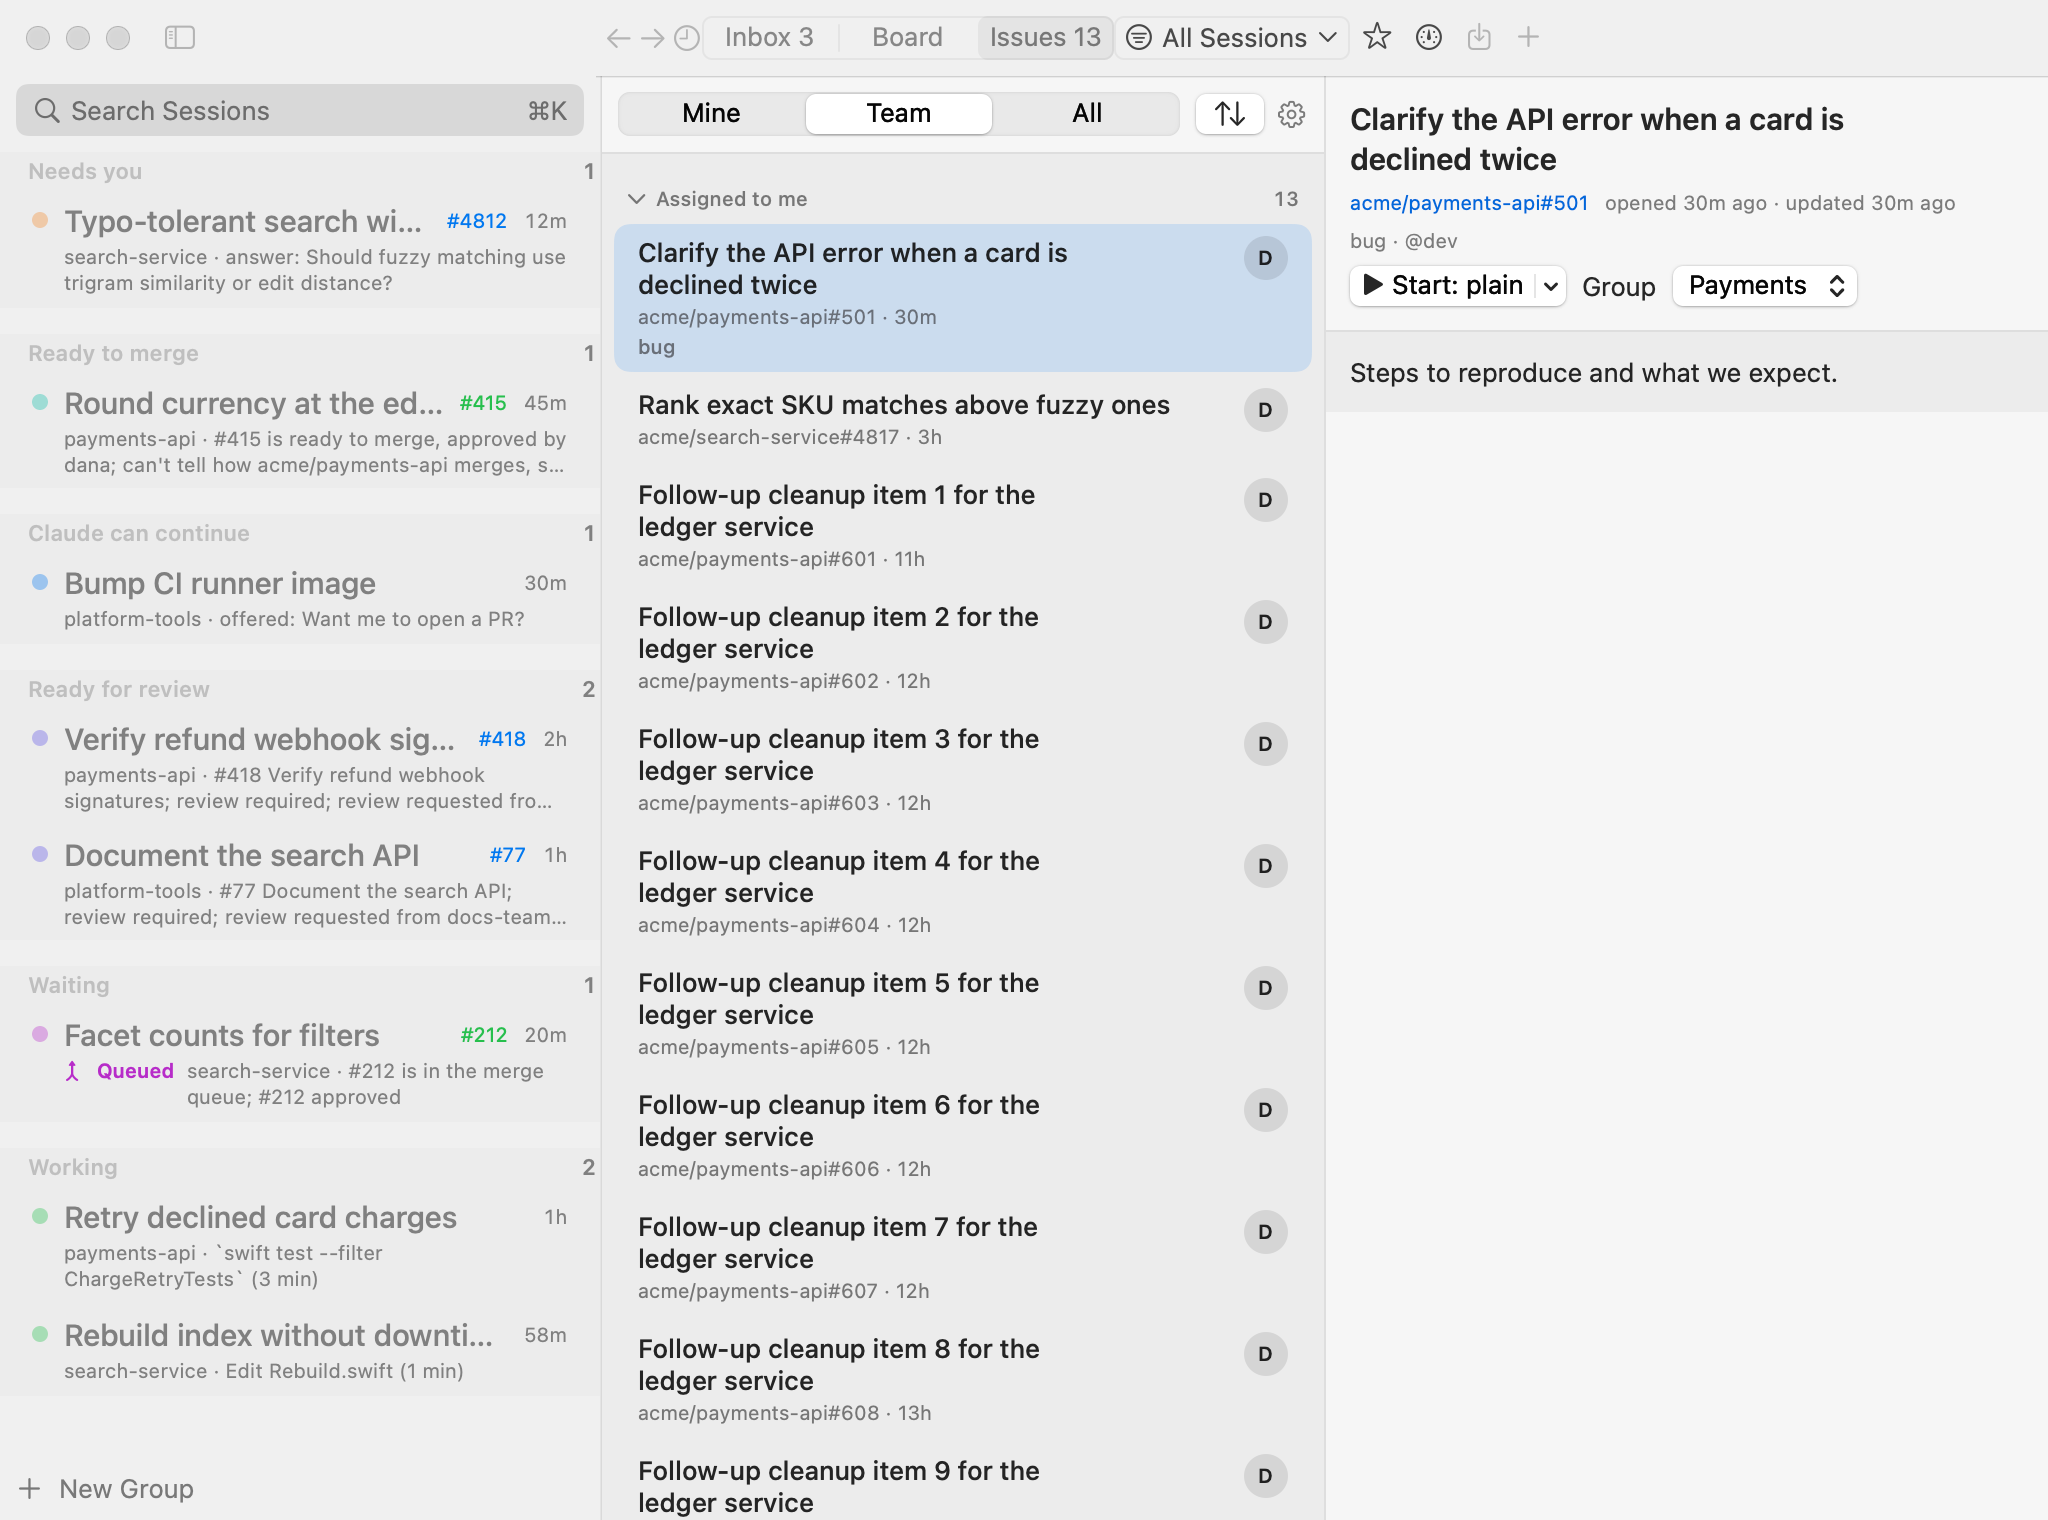 Inbox 3
Board
Issues 13
All Sessions
Search Sessions
⌘K
Needs you
1
Typo-tolerant search wi... #4812 12m
search-service · answer: Should fuzzy matching use
trigram similarity or edit distance?
Ready to merge
1
Round currency at the ed... #415 45m
payments-api · #415 is ready to merge, approved by
dana; can't tell how acme/payments-api merges, s...
Claude can continue
1
Bump CI runner image 30m
platform-tools · offered: Want me to open a PR?
Ready for review
2
Verify refund webhook sig... #418 2h
payments-api · #418 Verify refund webhook
signatures; review required; review requested fro...
Document the search API #77 1h
platform-tools · #77 Document the search API;
review required; review requested from docs-team...
Waiting
1
Facet counts for filters #212 20m
Queued search-service · #212 is in the merge
queue; #212 approved
Working
2
Retry declined card charges 1h
payments-api · `swift test --filter
ChargeRetryTests` (3 min)
Rebuild index without downti... 58m
search-service · Edit Rebuild.swift (1 min)
New Group
Mine
Team
All
Assigned to me
13
Clarify the API error when a card is
declined twice
D
acme/payments-api#501 · 30m
bug
Rank exact SKU matches above fuzzy ones
D
acme/search-service#4817 · 3h
Follow-up cleanup item 1 for the
ledger service
D
acme/payments-api#601 · 11h
Follow-up cleanup item 2 for the
ledger service
D
acme/payments-api#602 · 12h
Follow-up cleanup item 3 for the
ledger service
D
acme/payments-api#603 · 12h
Follow-up cleanup item 4 for the
ledger service
D
acme/payments-api#604 · 12h
Follow-up cleanup item 5 for the
ledger service
D
acme/payments-api#605 · 12h
Follow-up cleanup item 6 for the
ledger service
D
acme/payments-api#606 · 12h
Follow-up cleanup item 7 for the
ledger service
D
acme/payments-api#607 · 12h
Follow-up cleanup item 8 for the
ledger service
D
acme/payments-api#608 · 13h
Follow-up cleanup item 9 for the
ledger service
D
Clarify the API error when a card is
declined twice
acme/payments-api#501 opened 30m ago · updated 30m ago
bug · @dev
Start: plain
Group
Payments
Steps to reproduce and what we expect.